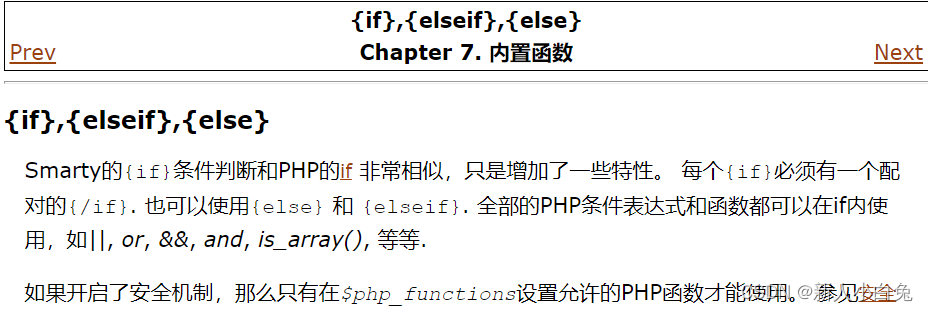 {if},{elseif},{else}
Prev Chapter 7. 内置函数 Next
{if},{elseif},{else}
Smarty的{if}条件判断和PHP的if 非常相似，只是增加了一些特性。 每个{if}必须有一个配
对的{/if}. 也可以使用{else} 和 {elseif}. 全部的PHP条件表达式和函数都可以在if内使
用，如||, or, &&, and, is_array(), 等等.
如果开启了安全机制，那么只有在$php_functions设置允许的PHP函数才能使用。 参见安全